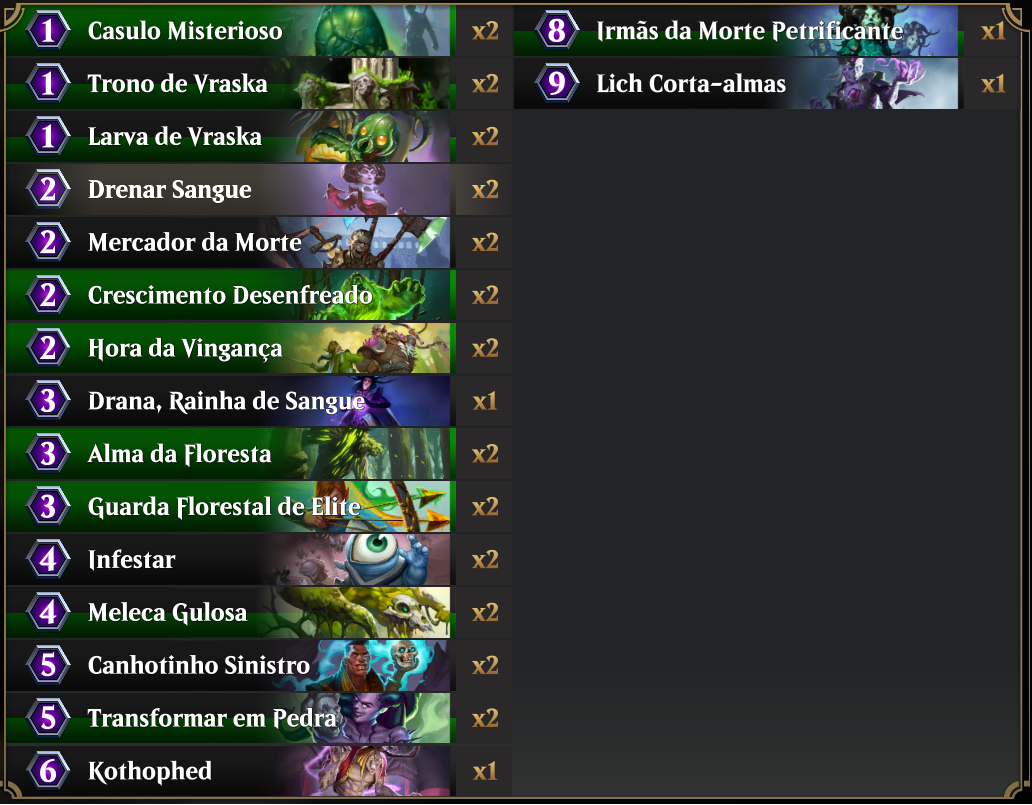 1 Casulo Misterioso x2
1 Trono de Vraska x2
1 Larva de Vraska x2
2 Drenar Sangue x2
2 Mercador da Morte x2
2 Crescimento Desenfreado x2
2 Hora da Vingança x2
3 Drana, Rainha de Sangue x1
3 Alma da Floresta x2
3 Guarda Florestal de Elite x2
4 Infestar x2
4 Meleca Gulosa x2
5 Canhotinho Sinistro x2
5 Transformar em Pedra x2
6 Kothophed x1
8 Irmãs da Morte Petrificante x1
9 Lich Corta-almas x1